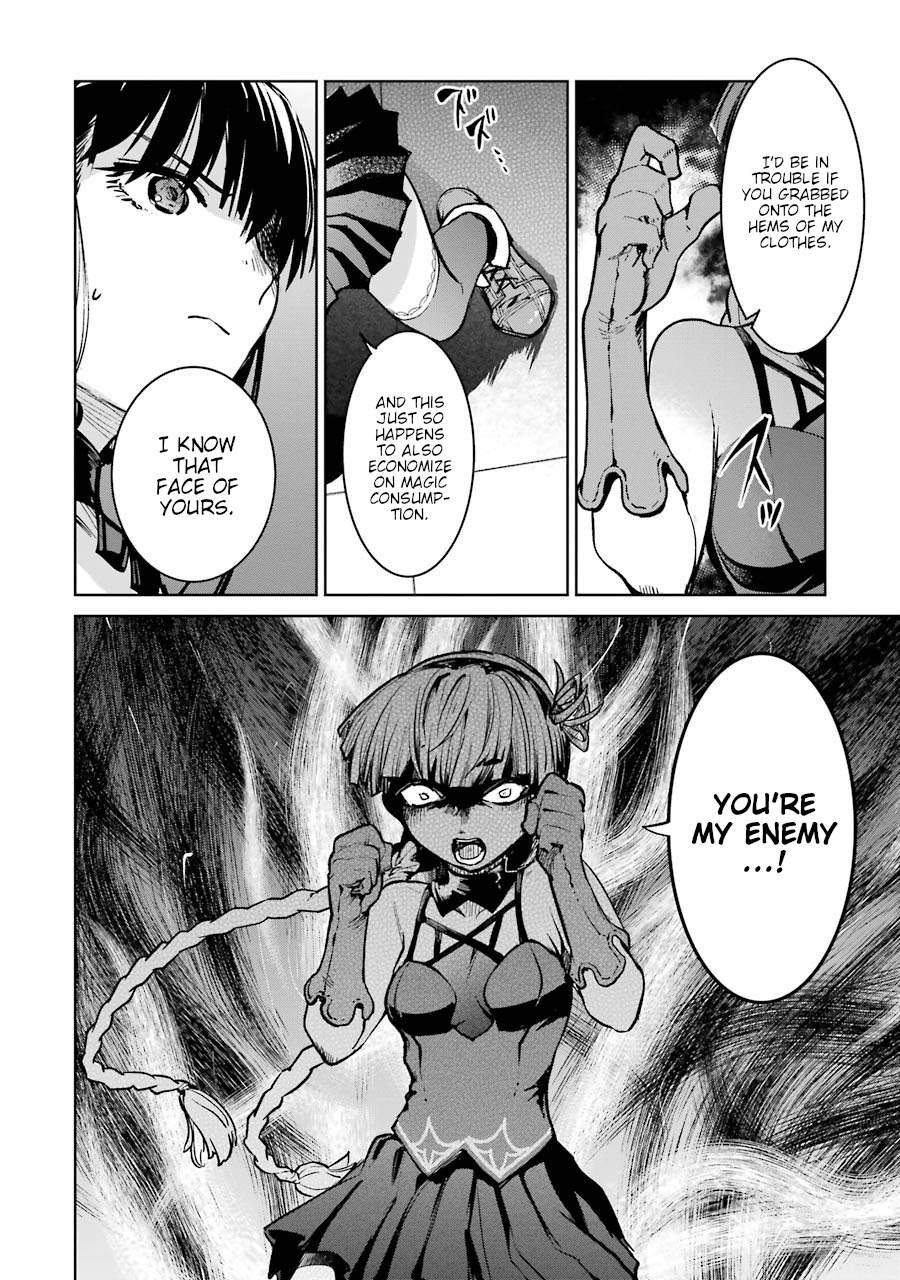 I'D BE IN
TROUBLE IF
YOU GRABBED
ONTO THE
HEMS OF MY
CLOTHES.
ズッ
ズズッ
AND THIS
JUST SO
HAPPENS
TO ALSO
ECONOMIZE
ON MAGIC
CONSUMP-
TION.
I KNOW
THAT
FACE OF
YOURS.
YOU'RE
MY ENEMY
...!